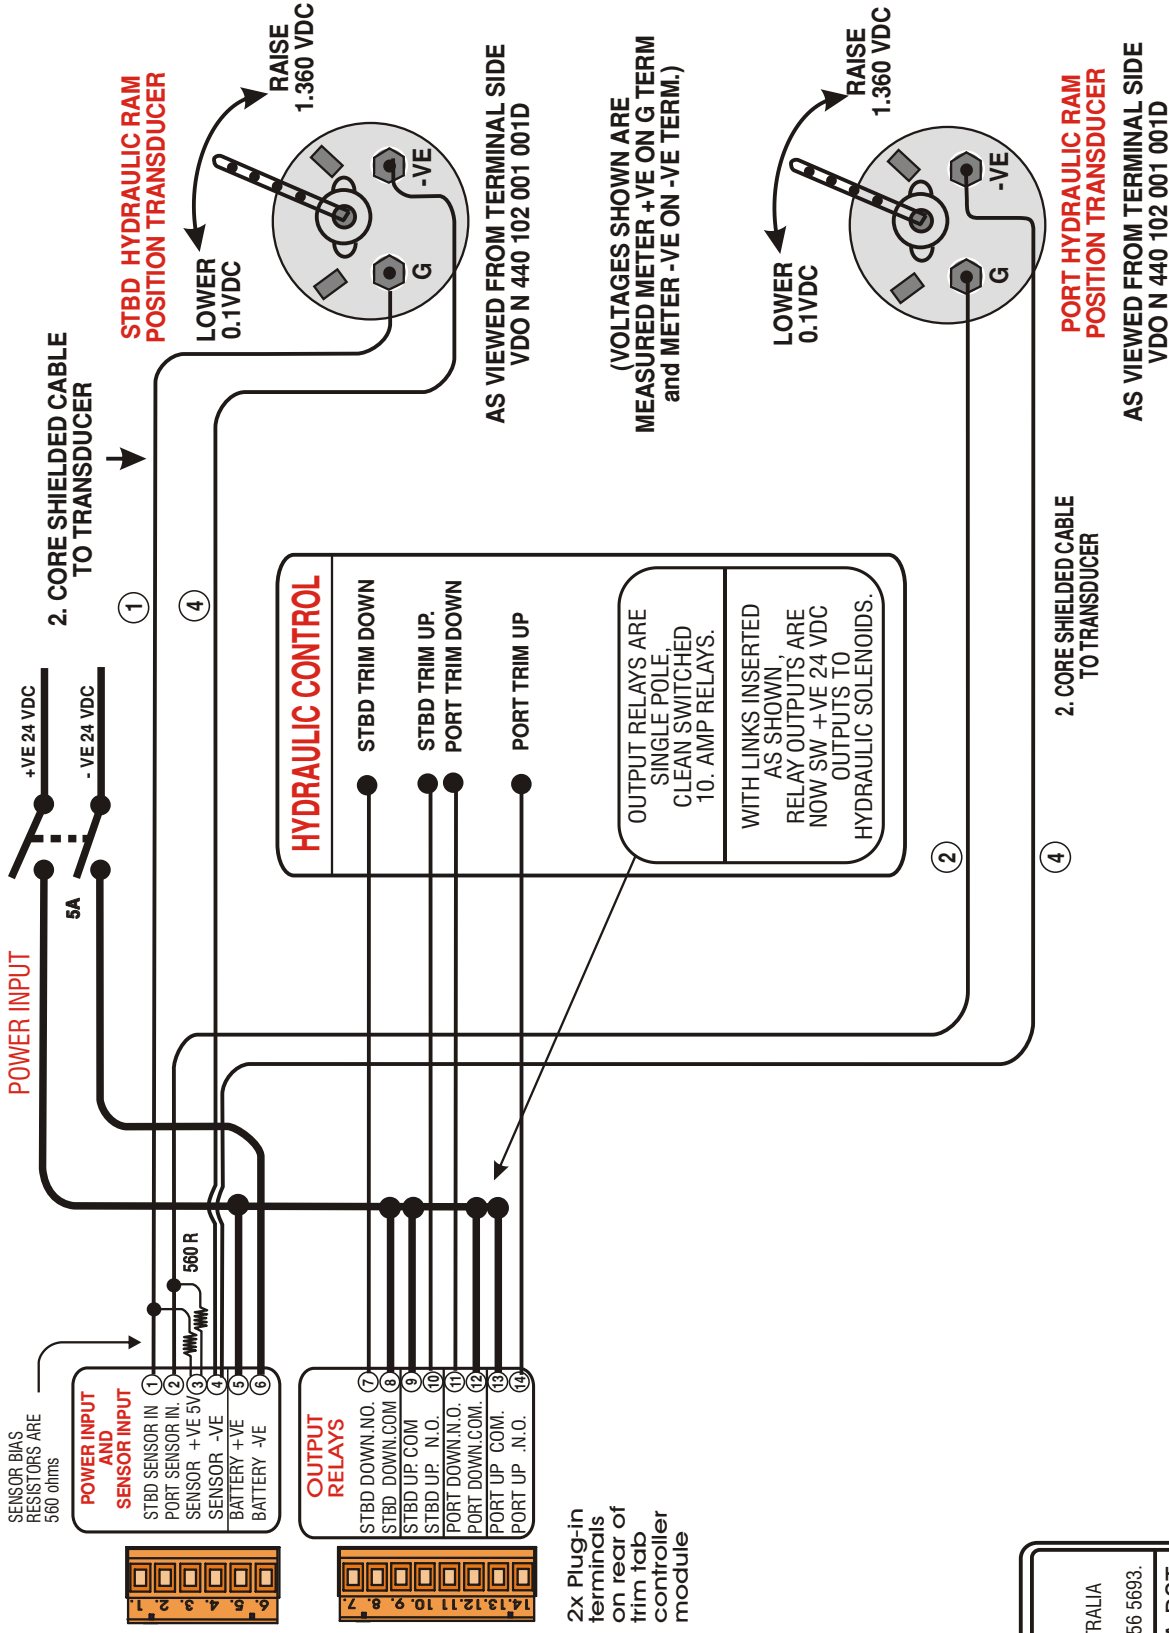 SENSOR BIAS
RESISTORS ARE
560 ohms
POWER INPUT
AND
SENSOR INPUT
STBD SENSOR IN 1
PORT SENSOR IN. 2
SENSOR +VE 5V 3
SENSOR -VE 4
BATTERY +VE 5
BATTERY -VE 6
1.
2.
3.
4.
5.
6.
560 R
POWER INPUT
5A
+VE 24 VDC
- VE 24 VDC
2. CORE SHIELDED CABLE
TO TRANSDUCER
1
4
STBD HYDRAULIC RAM
POSITION TRANSDUCER
LOWER
0.1VDC
RAISE
1.360 VDC
G
-VE
AS VIEWED FROM TERMINAL SIDE
VDO N 440 102 001 001D
OUTPUT
RELAYS
STBD DOWN.NO. 7
STBD DOWN.COM 8
STBD UP. COM 9
STBD UP. N.O. 10
PORT DOWN.N.O. 11
PORT DOWN.COM. 12
PORT UP COM. 13
PORT UP .N.O. 14
7.
8.
9.
10.
11
12.
13.
14.
2x Plug-in
terminals
on rear of
trim tab
controller
module
HYDRAULIC CONTROL
STBD TRIM DOWN
STBD TRIM UP.
PORT TRIM DOWN
PORT TRIM UP
OUTPUT RELAYS ARE
SINGLE POLE,
CLEAN SWITCHED
10. AMP RELAYS.
WITH LINKS INSERTED
AS SHOWN,
RELAY OUTPUTS ARE
NOW SW +VE 24 VDC
OUTPUTS TO
HYDRAULIC SOLENOIDS.
(VOLTAGES SHOWN ARE
MEASURED METER +VE ON G TERM
and METER -VE ON -VE TERM.)
LOWER
0.1VDC
RAISE
1.360 VDC
G
-VE
2
4
2. CORE SHIELDED CABLE
TO TRANSDUCER
PORT HYDRAULIC RAM
POSITION TRANSDUCER
AS VIEWED FROM TERMINAL SIDE
VDO N 440 102 001 001D
TRALIA
56 5693.